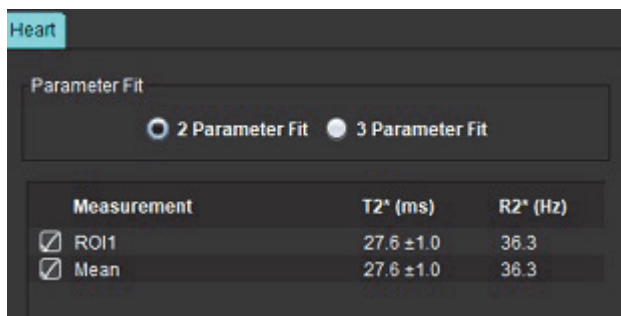 Heart
Parameter Fit
2 Parameter Fit 3 Parameter Fit
Measurement T2* (ms) R2* (Hz)
ROI1 27.6 ±1.0 36.3
Mean 27.6 ±1.0 36.3